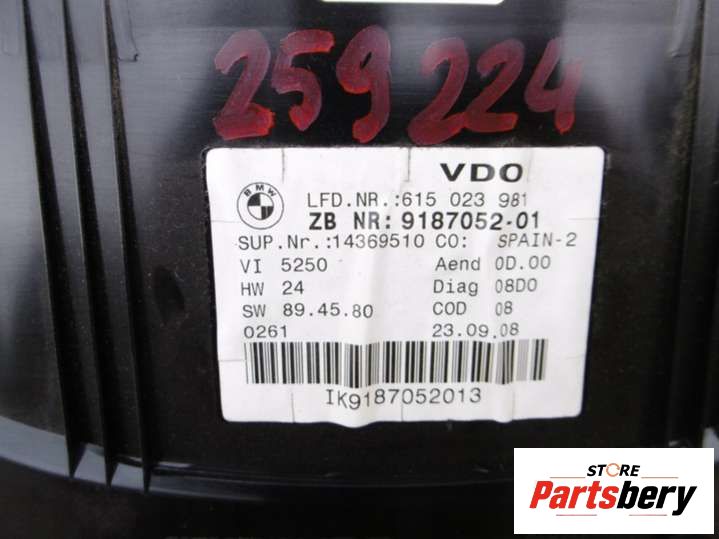 259224
VDO
BMW
LFD.NR.:615 023 981
ZB NR: 9187052-01
SUP.Nr.:14369510 CO: SPAIN-2
VI 5250 Aend 0D.00
HW 24 Diag 08D0
SW 89.45.80 COD 08
0261 23.09.08
IK9187052013
STORE
Partsbery